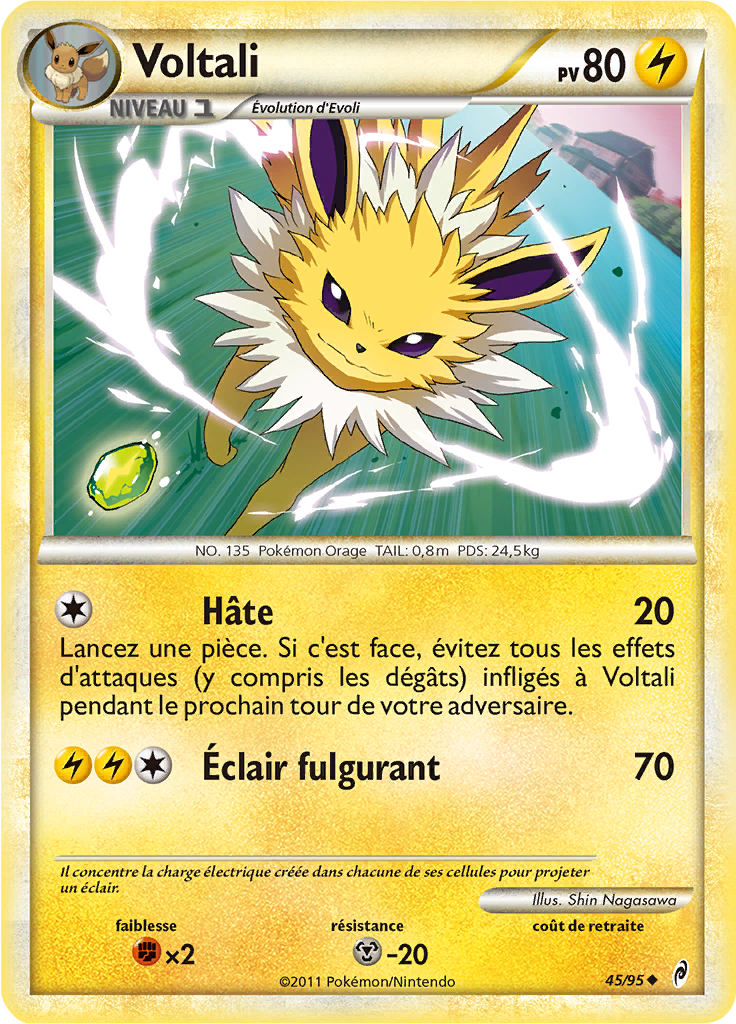 Voltali
PV 80
NIVEAU 1
Évolution d'Evoli
NO. 135 Pokémon Orage TAIL: 0,8m PDS: 24,5kg
Hâte 20
Lancez une pièce. Si c'est face, évitez tous les effets
d'attaques (y compris les dégâts) infligés à Voltali
pendant le prochain tour de votre adversaire.
Éclair fulgurant 70
Il concentre la charge électrique créée dans chacune de ses cellules pour projeter
un éclair.
Illus. Shin Nagasawa
faiblesse résistance coût de retraite
×2 -20
©2011 Pokémon/Nintendo
45/95